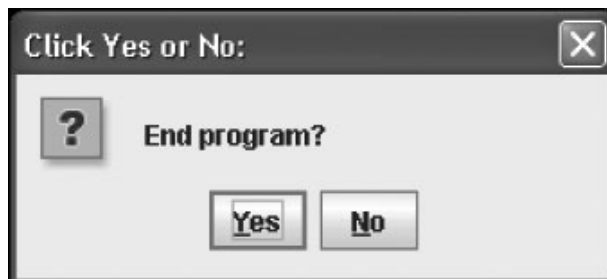 Click Yes or No:
?
End program?
Yes No